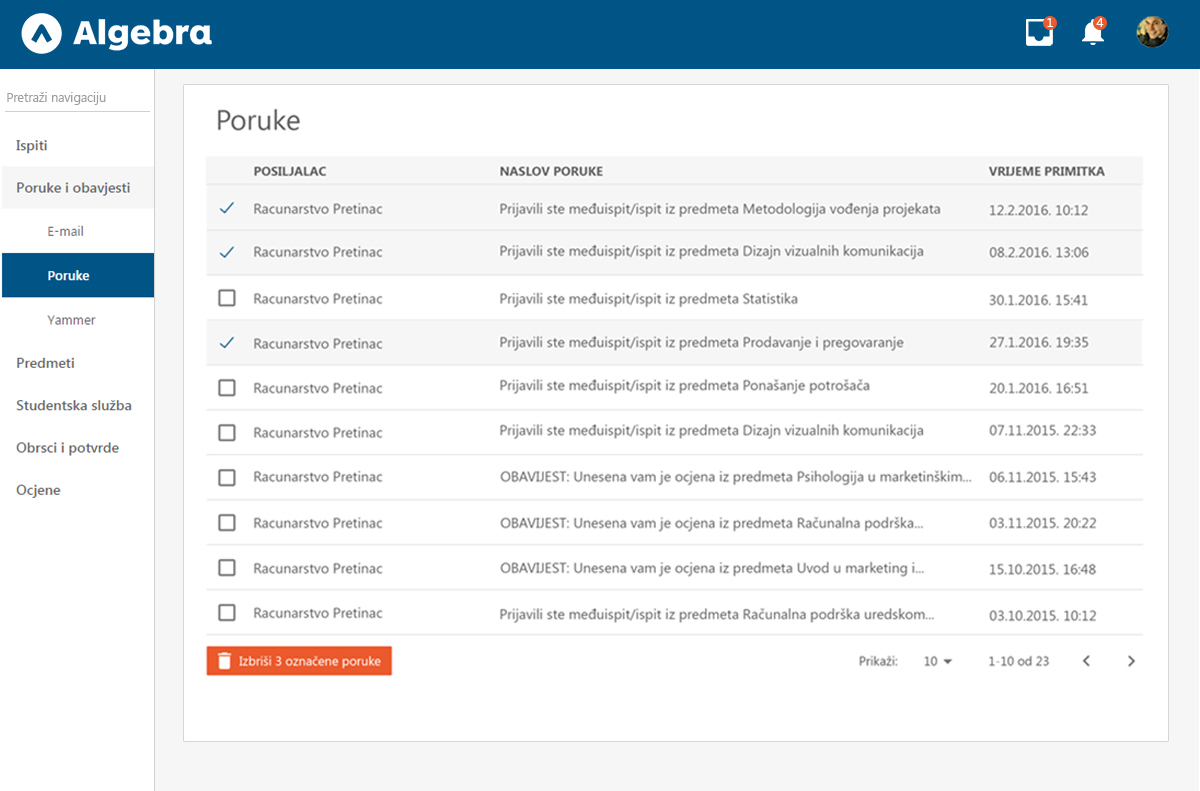 Algebra
1
4
Pretraži navigaciju
Ispiti
Poruke i obavjesti
E-mail
Poruke
Yammer
Predmeti
Studentska služba
Obrsci i potvrde
Ocjene
Poruke
POSILJALAC NASLOV PORUKE VRIJEME PRIMITKA
Racunarstvo Pretinac Prijavili ste međuispit/ispit iz predmeta Metodologija vođenja projekata 12.2.2016. 10:12
Racunarstvo Pretinac Prijavili ste međuispit/ispit iz predmeta Dizajn vizualnih komunikacija 08.2.2016. 13:06
Racunarstvo Pretinac Prijavili ste međuispit/ispit iz predmeta Statistika 30.1.2016. 15:41
Racunarstvo Pretinac Prijavili ste međuispit/ispit iz predmeta Prodavanje i pregovaranje 27.1.2016. 19:35
Racunarstvo Pretinac Prijavili ste međuispit/ispit iz predmeta Ponašanje potrošača 20.1.2016. 16:51
Racunarstvo Pretinac Prijavili ste međuispit/ispit iz predmeta Dizajn vizualnih komunikacija 07.11.2015. 22:33
Racunarstvo Pretinac OBAVIJEST: Unesena vam je ocjena iz predmeta Psihologija u marketinškim... 06.11.2015. 15:43
Racunarstvo Pretinac OBAVIJEST: Unesena vam je ocjena iz predmeta Računalna podrška... 03.11.2015. 20:22
Racunarstvo Pretinac OBAVIJEST: Unesena vam je ocjena iz predmeta Uvod u marketing i... 15.10.2015. 16:48
Racunarstvo Pretinac Prijavili ste međuispit/ispit iz predmeta Računalna podrška uredskom... 03.10.2015. 10:12
Izbriši 3 označene poruke Prikaži: 10 1-10 od 23